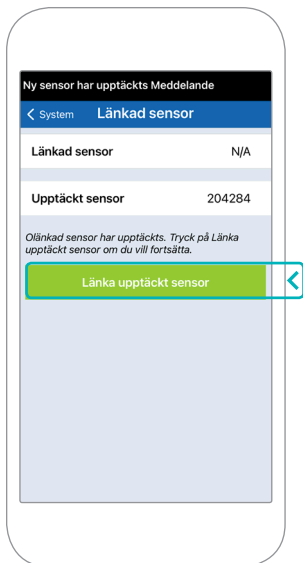 Ny sensor har upptäckts Meddelande
System Länkad sensor
Länkad sensor N/A
Upptäckt sensor 204284
Olänkad sensor har upptäckts. Tryck på Länka
upptäckt sensor om du vill fortsätta.
Länka upptäckt sensor